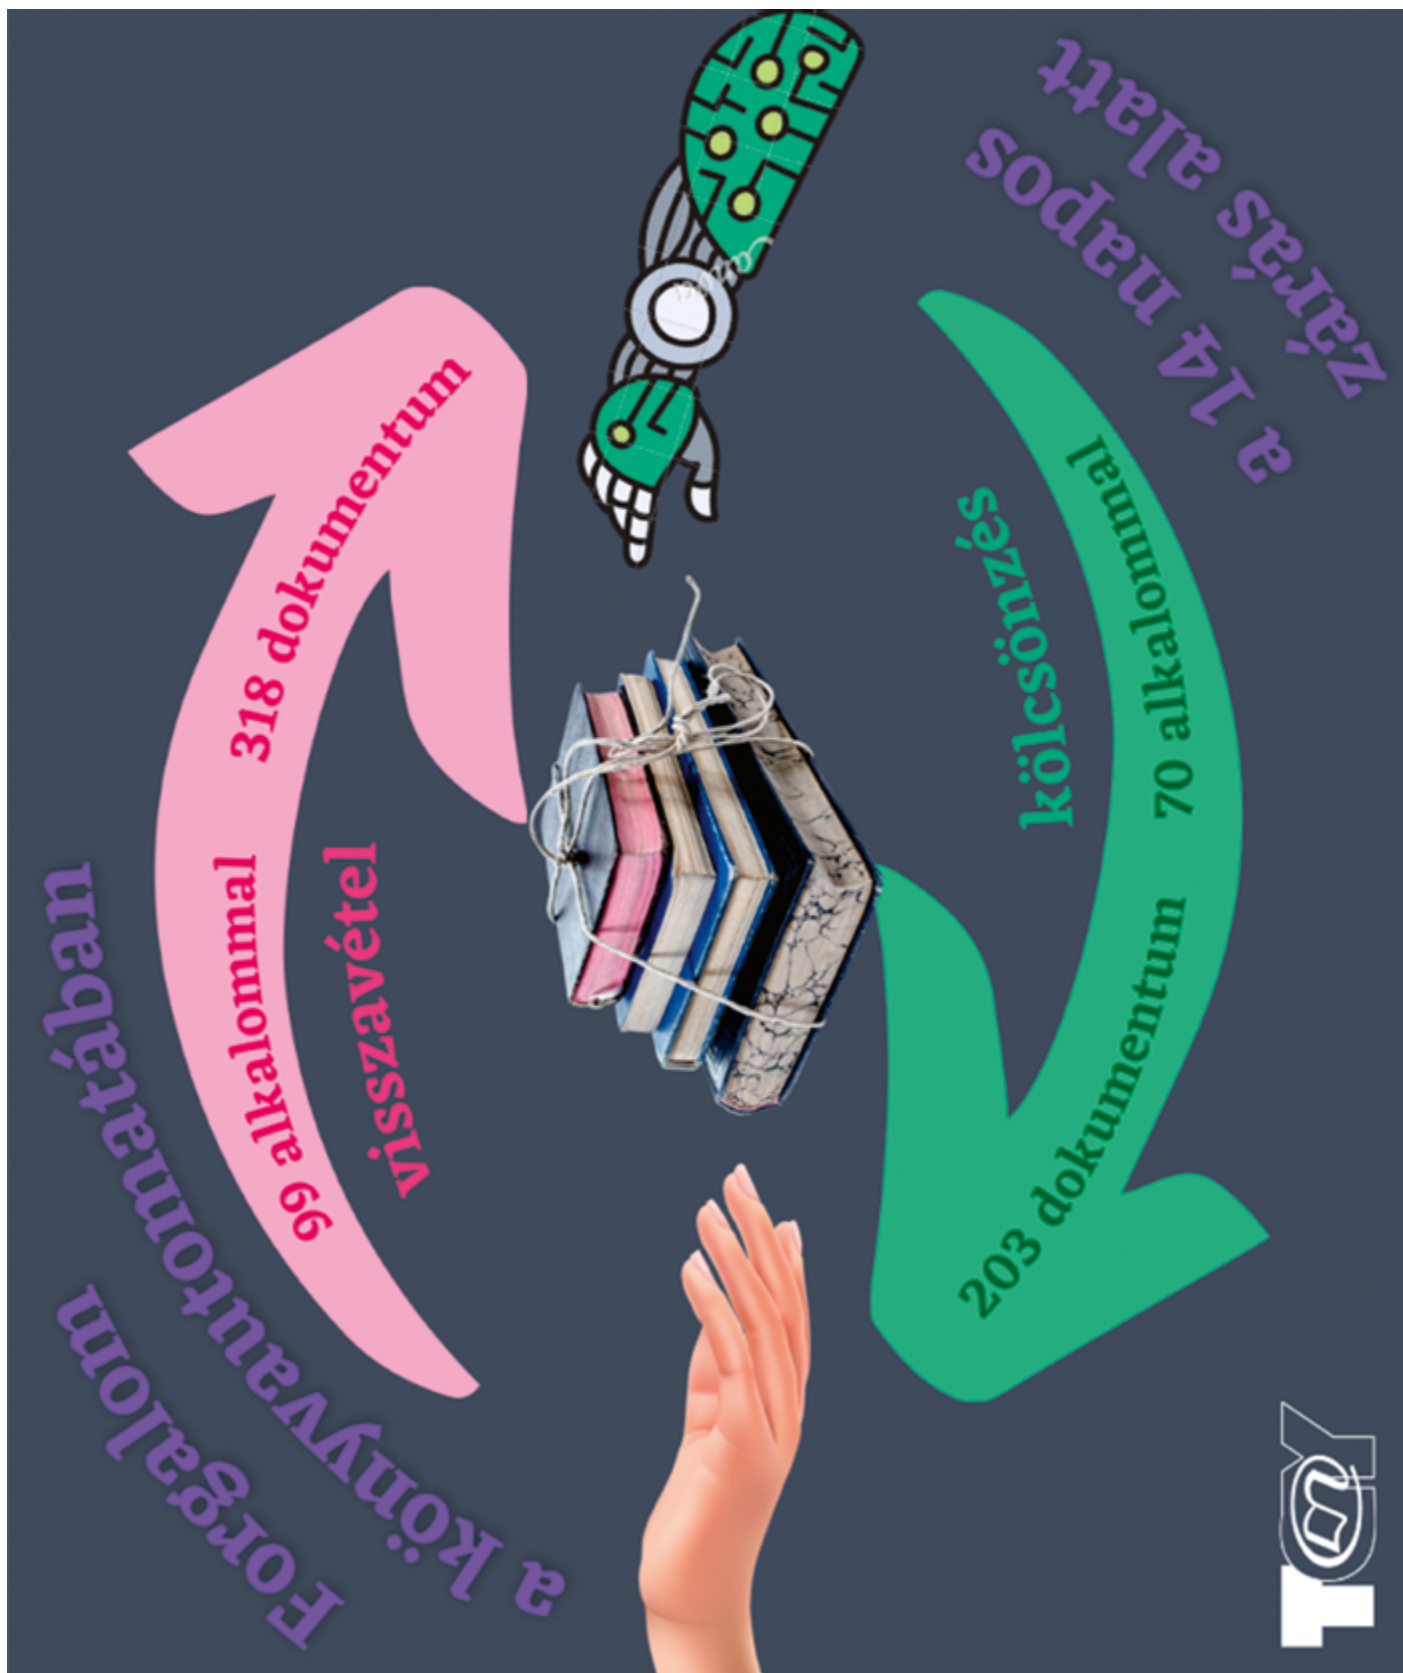 Forgalom
a könyvautomatában
99 alkalommal 318 dokumentum
visszavétel
kölcsönzés
203 dokumentum 70 alkalommal
a 14 napos
zárás alatt